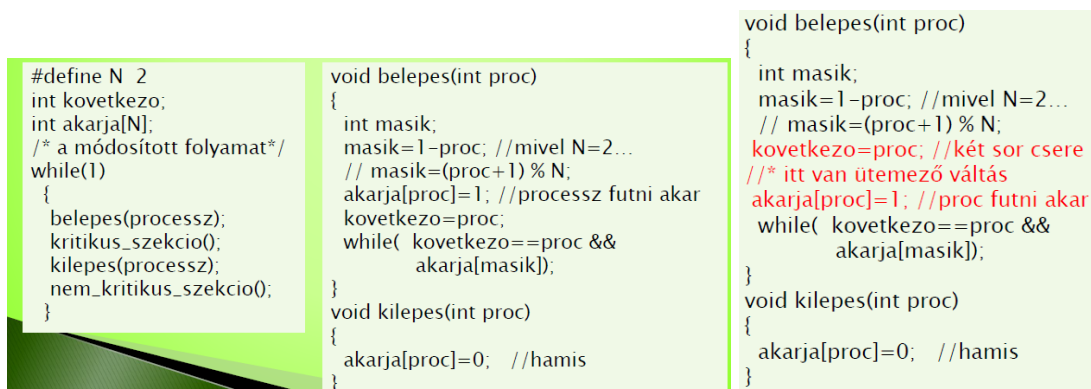 #define N 2
int kovetkezo;
int akarja[N];
/* a módosított folyamat*/
while(1)
{
belepes(processz);
kritikus_szekcio();
kilepes(processz);
nem_kritikus_szekcio();
}
void belepes(int proc)
{
int masik;
masik=1-proc; //mivel N=2...
// masik=(proc+1) % N;
akarja[proc]=1; //processz futni akar
kovetkezo=proc;
while( kovetkezo==proc &&
akarja[masik]);
}
void kilepes(int proc)
{
akarja[proc]=0; //hamis
}
void belepes(int proc)
{
int masik;
masik=1-proc; //mivel N=2...
// masik=(proc+1) % N;
kovetkezo=proc; //két sor csere
//* itt van ütemező váltás
akarja[proc]=1; //proc futni akar
while( kovetkezo==proc &&
akarja[masik]);
}
void kilepes(int proc)
{
akarja[proc]=0; //hamis
}